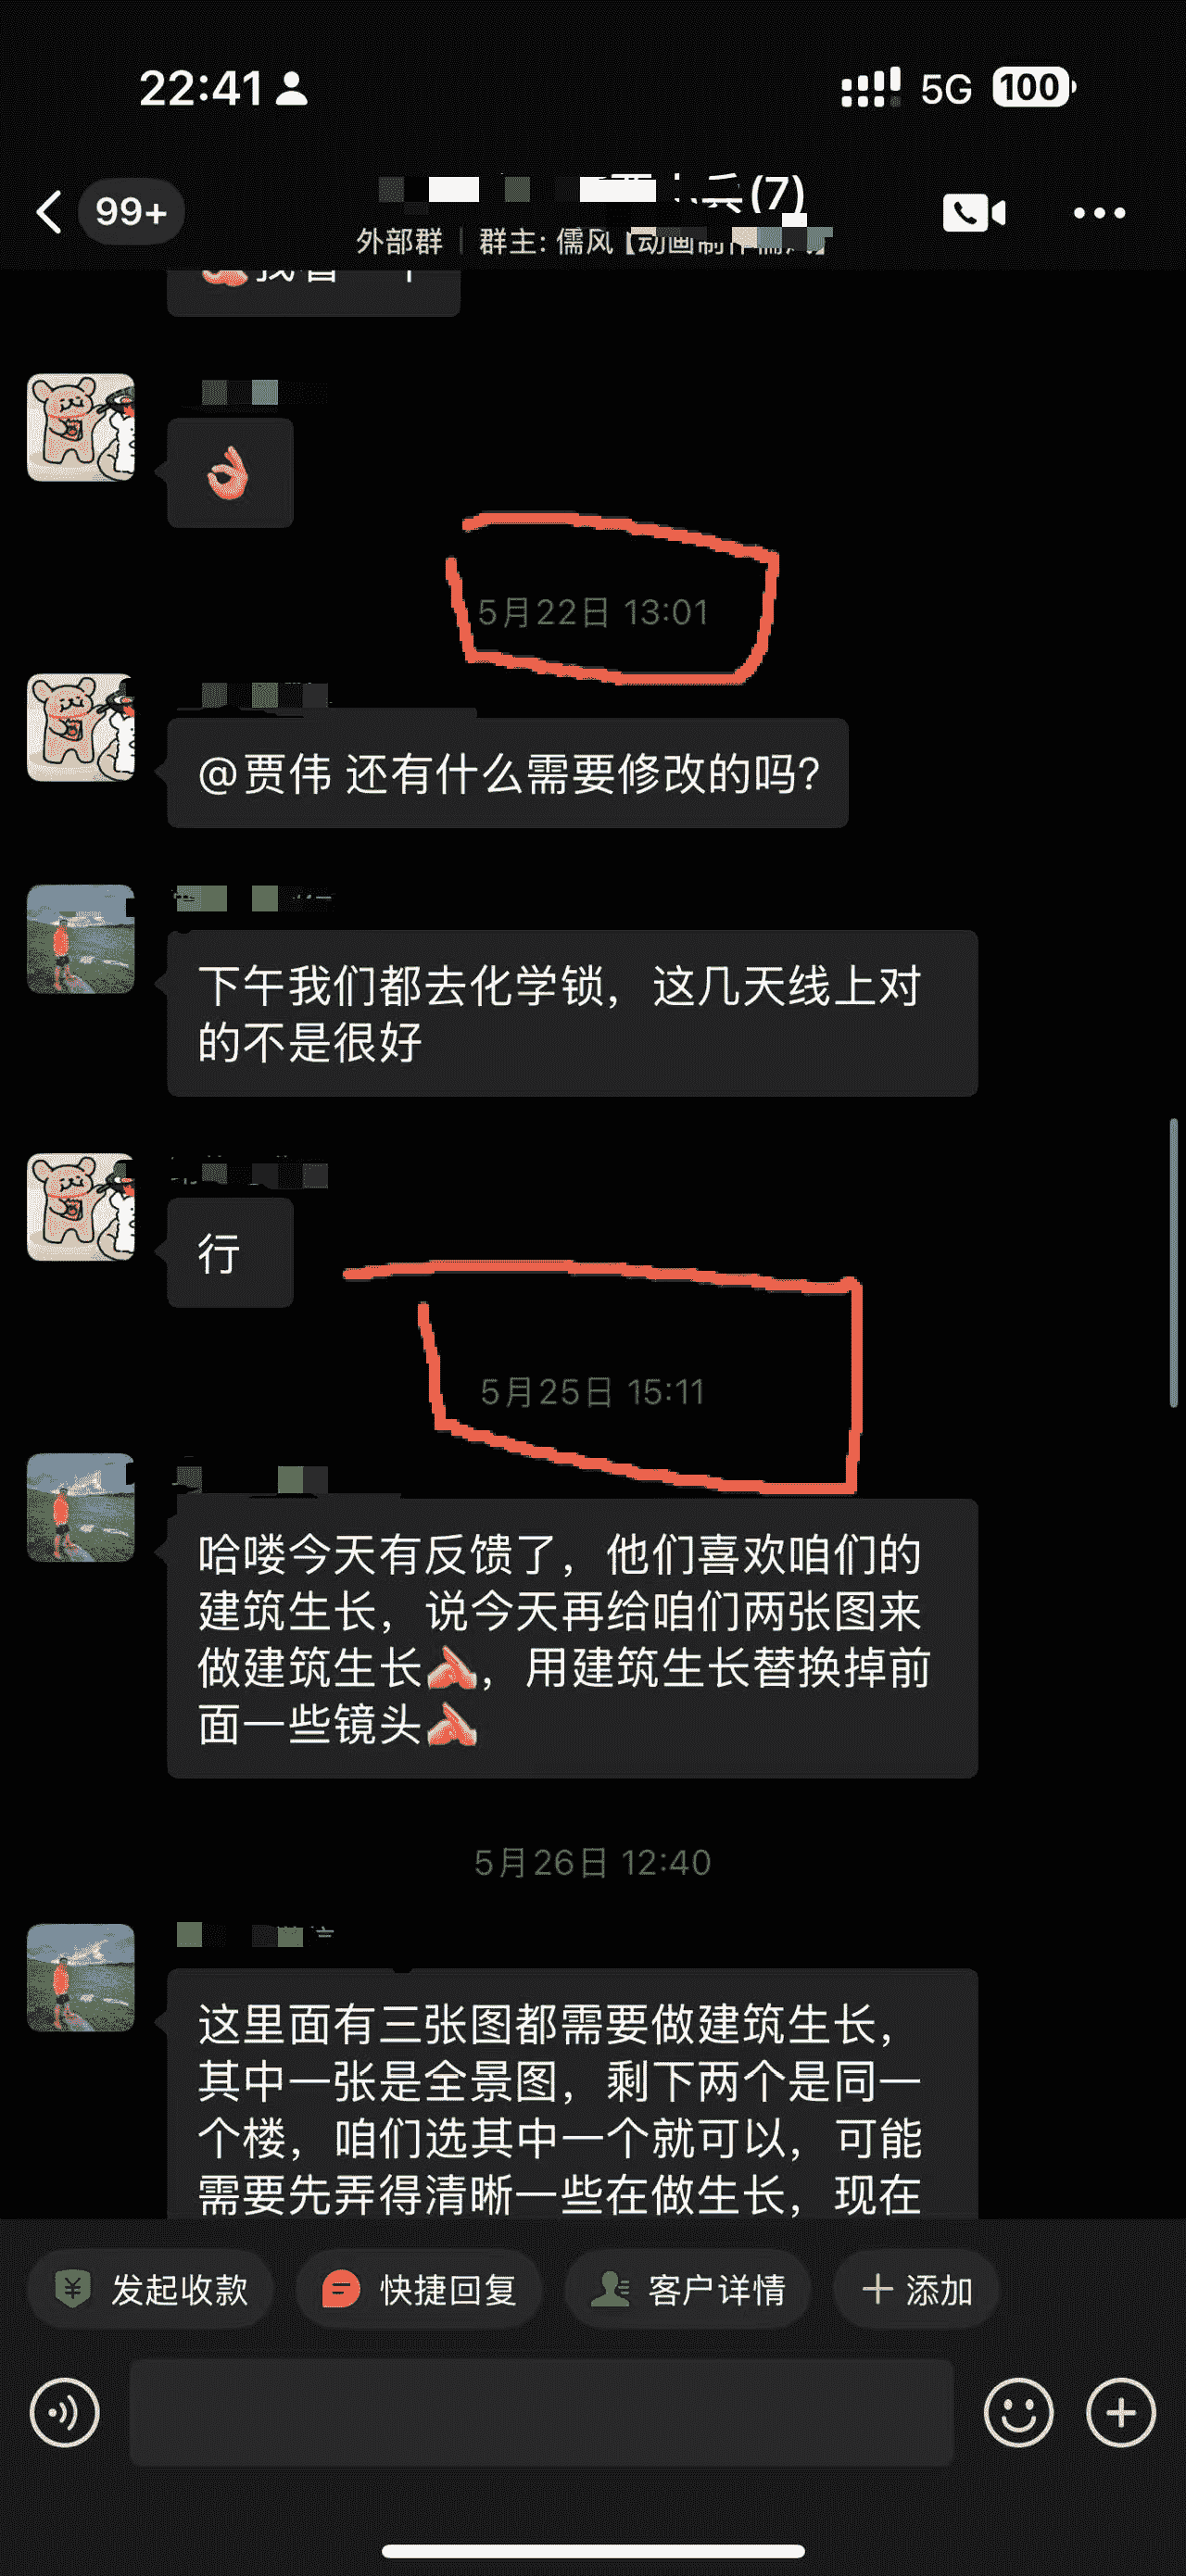 22:41
5G
100
99+
(7)
外部群 | 群主: 儒风
5月22日 13:01
@贾伟 还有什么需要修改的吗?
下午我们都去化学锁，这几天线上对
的不是很好
行
5月25日 15:11
哈喽今天有反馈了，他们喜欢咱们的
建筑生长，说今天再给咱们两张图来
做建筑生长，用建筑生长替换掉前
面一些镜头
5月26日 12:40
这里面有三张图都需要做建筑生长，
其中一张是全景图，剩下两个是同一
个楼，咱们选其中一个就可以，可能
需要先弄得清晰一些在做生长，现在
发起收款
快捷回复
客户详情
添加